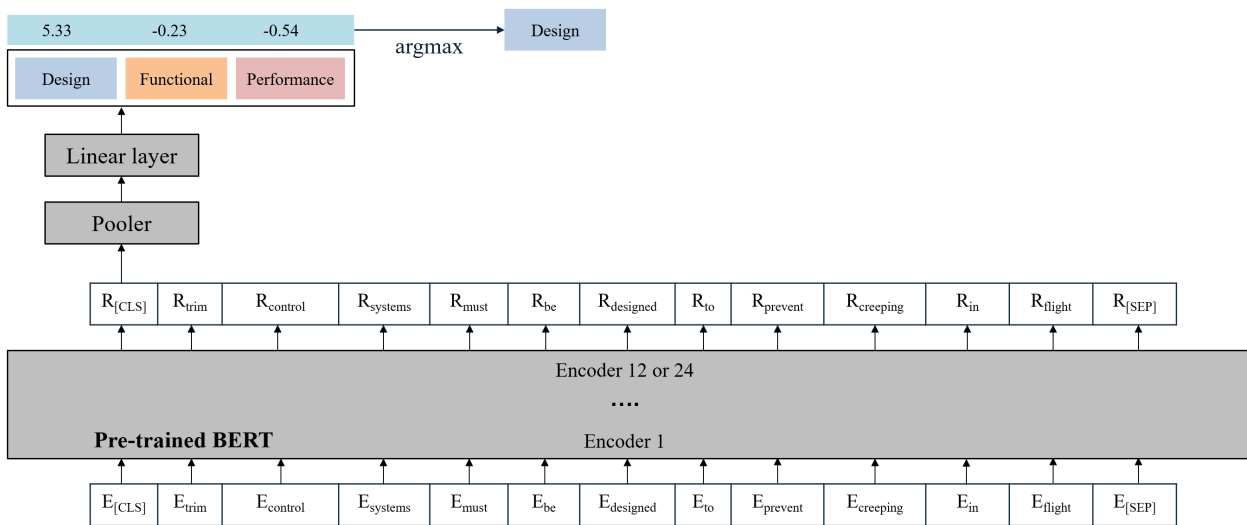 5.33 -0.23 -0.54
argmax
Design
Design Functional Performance
Linear layer
Pooler
R[CLS] Rtrim Rcontrol Rsystems Rmust Rbe Rdesigned Rto Rprevent Rcreeping Rin Rflight R[SEP]
Encoder 12 or 24
....
Pre-trained BERT
Encoder 1
E[CLS] Etrim Econtrol Esystems Emust Ebe Edesigned Eto Eprevent Ecreeping Ein Eflight E[SEP]